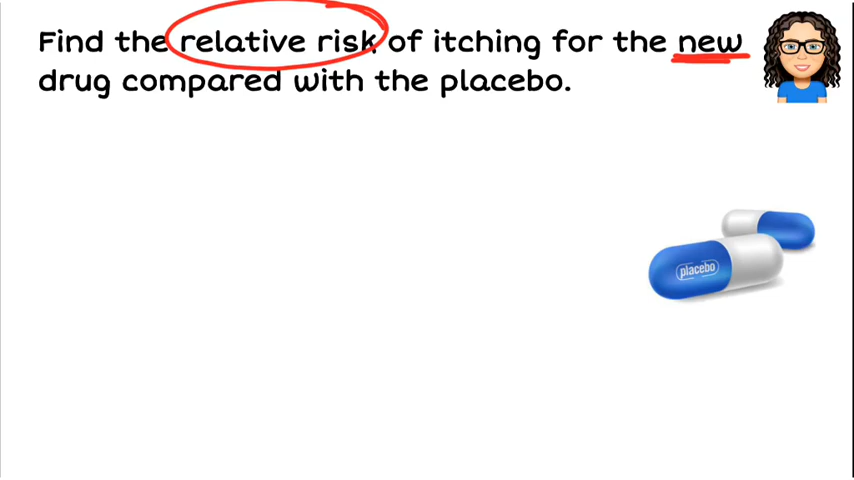 Find the relative risk of itching for the new
drug compared with the placebo.
placebo